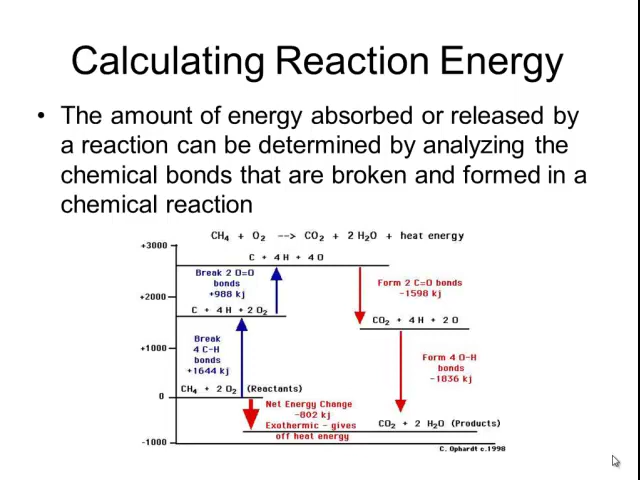 Calculating Reaction Energy
• The amount of energy absorbed or released by
a reaction can be determined by analyzing the
chemical bonds that are broken and formed in a
chemical reaction
CH₄ + O₂ --> CO₂ + 2 H₂O + heat energy
+3000
C + 4 H + 4 O
Break 2 O=O
bonds
+988 kj
Form 2 C=O bonds
-1598 kj
+2000
C + 4 H + 2 O₂
CO₂ + 4 H + 2 O
+1000
Break
4 C-H
bonds
+1644 kj
Form 4 O-H
bonds
-1836 kj
CH₄ + 2 O₂ (Reactants)
0
Net Energy Change
-802 kj
Exothermic - gives
off heat energy
CO₂ + 2 H₂O (Products)
-1000
C. Ophardt c.1998